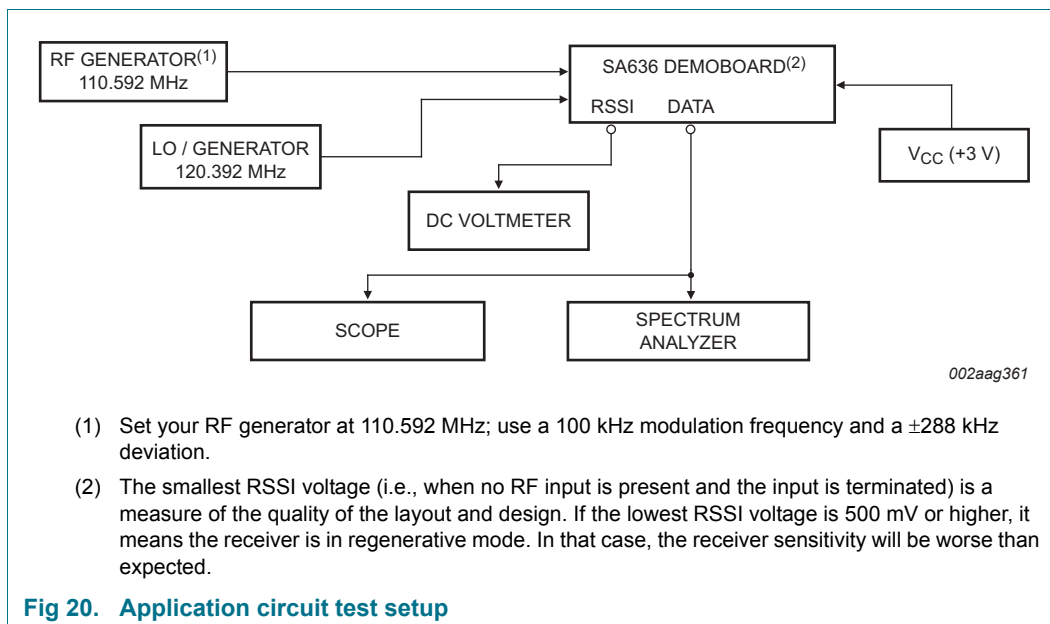 RF GENERATOR(1)
110.592 MHz
LO / GENERATOR
120.392 MHz
SA636 DEMOBOARD(2)
RSSI DATA
VCC (+3 V)
DC VOLTMETER
SCOPE
SPECTRUM
ANALYZER
002aag361
(1) Set your RF generator at 110.592 MHz; use a 100 kHz modulation frequency and a ±288 kHz
deviation.
(2) The smallest RSSI voltage (i.e., when no RF input is present and the input is terminated) is a
measure of the quality of the layout and design. If the lowest RSSI voltage is 500 mV or higher, it
means the receiver is in regenerative mode. In that case, the receiver sensitivity will be worse than
expected.
Fig 20. Application circuit test setup